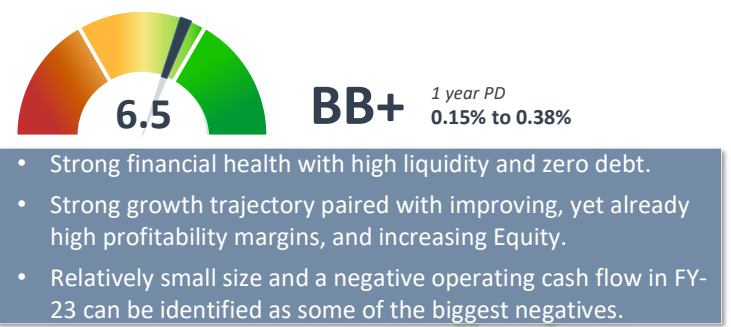 6.5
BB+
1 year PD
0.15% to 0.38%
• Strong financial health with high liquidity and zero debt.
• Strong growth trajectory paired with improving, yet already
high profitability margins, and increasing Equity.
• Relatively small size and a negative operating cash flow in FY-
23 can be identified as some of the biggest negatives.